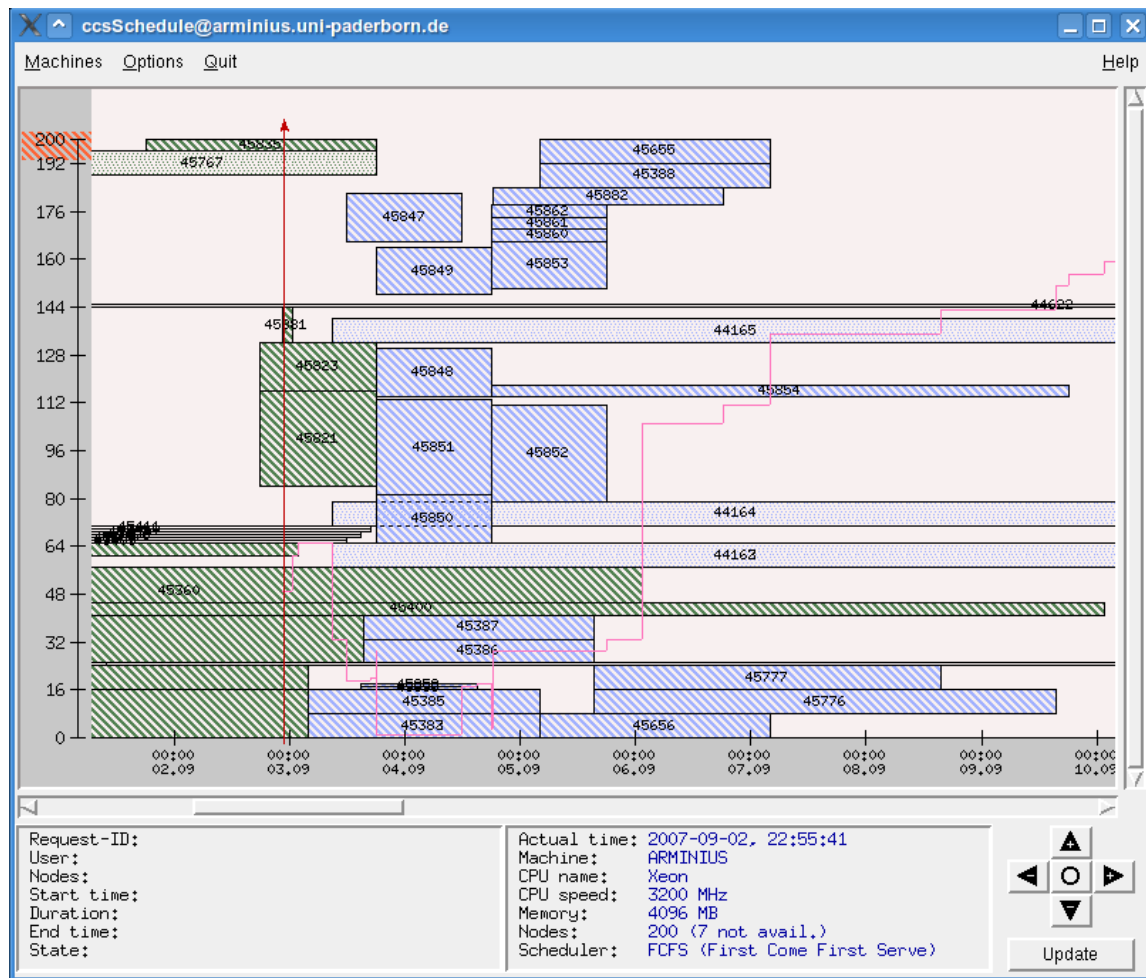 ccsSchedule@arminius.uni-paderborn.de
Machines Options Quit Help
200
192
176
160
144
128
112
96
80
64
48
32
16
0
45835
45767
45655
45388
45882
45847
45862
45861
45860
45849
45853
44622
44165
45823
45848
45854
45821
45851
45852
44164
45850
45360
45400
45387
45386
45777
45385
45776
45656
00:00 00:00 00:00 00:00 00:00 00:00 00:00 00:00 00:00
02.09 03.09 04.09 05.09 06.09 07.09 08.09 09.09 10.09
Request-ID:
User:
Nodes:
Start time:
Duration:
End time:
State:
Actual time: 2007-09-02, 22:55:41
Machine: ARMINIUS
CPU name: Xeon
CPU speed: 3200 MHz
Memory: 4096 MB
Nodes: 200 (7 not avail.)
Scheduler: FCFS (First Come First Serve)
Update